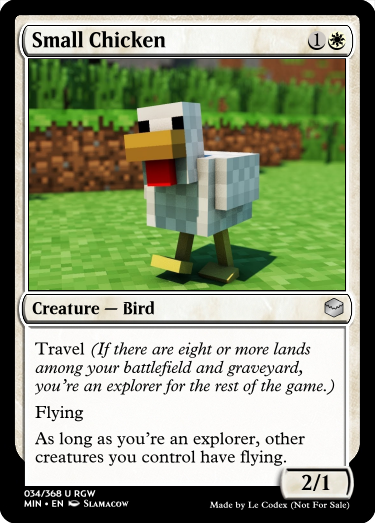 Small Chicken 1
Creature — Bird
Travel (If there are eight or more lands
among your battlefield and graveyard,
you're an explorer for the rest of the game.)
Flying
As long as you're an explorer, other
creatures you control have flying.
2/1
034/368 U RGW
MIN • EN SLAMACOW
Made by Le Codex (Not For Sale)